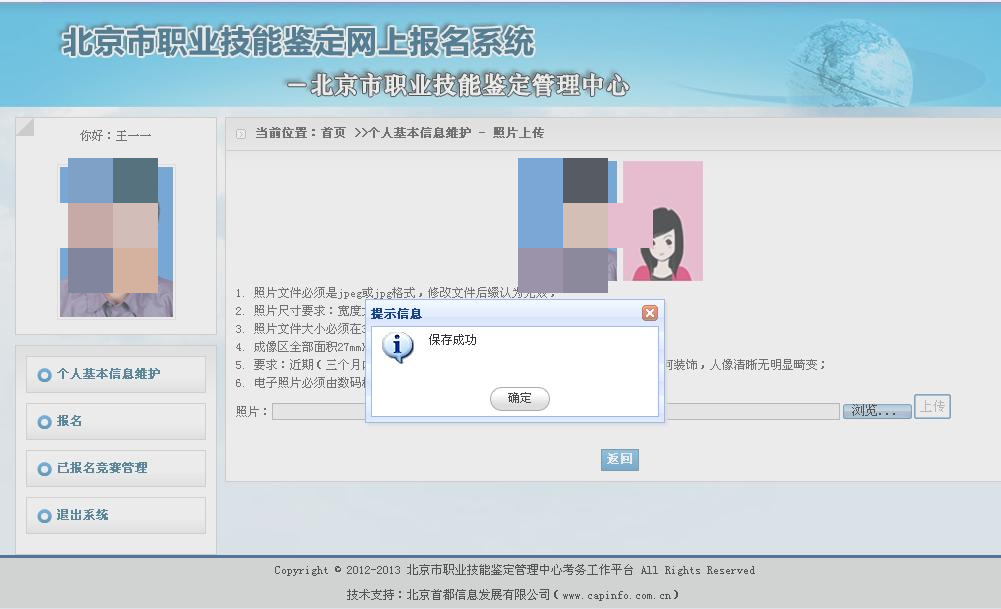 北京市职业技能鉴定网上报名系统
—北京市职业技能鉴定管理中心
你好：王一一
当前位置：首页 >>个人基本信息维护 - 照片上传
1. 照片文件必须是jpeg或jpg格式，修改文件后缀认为无效；
2. 照片尺寸要求：宽度
3. 照片文件大小必须在3
4. 成像区全部面积27mm
5. 要求：近期（三个月
何装饰，人像清晰无明显畸变；
6. 电子照片必须由数码
提示信息
保存成功
确定
照片：
浏览...
上传
返回
个人基本信息维护
报名
已报名竞赛管理
退出系统
Copyright © 2012-2013 北京市职业技能鉴定管理中心考务工作平台 All Rights Reserved
技术支持：北京首都信息发展有限公司（www.capinfo.com.cn）